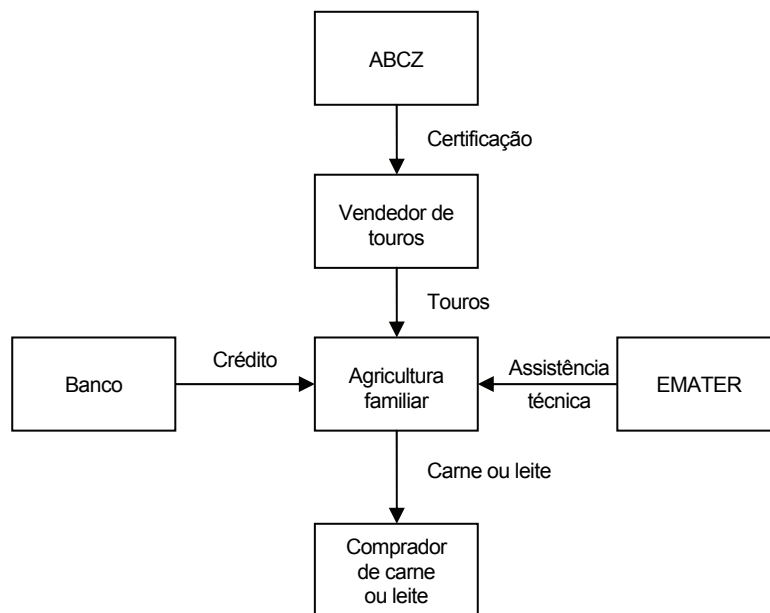 ABCZ
Certificação
Vendedor de
touros
Touros
Banco
Crédito
Agricultura
familiar
Assistência
técnica
EMATER
Carne ou leite
Comprador
de carne
ou leite